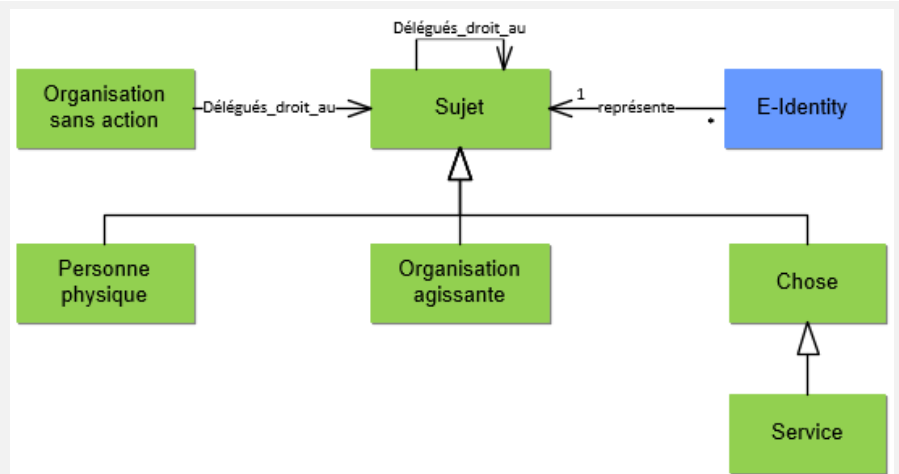 Délégués_droit_au
Organisation
sans action
Délégués_droit_au
Sujet
1
représente
*
E-Identity
Personne
physique
Organisation
agissante
Chose
Service